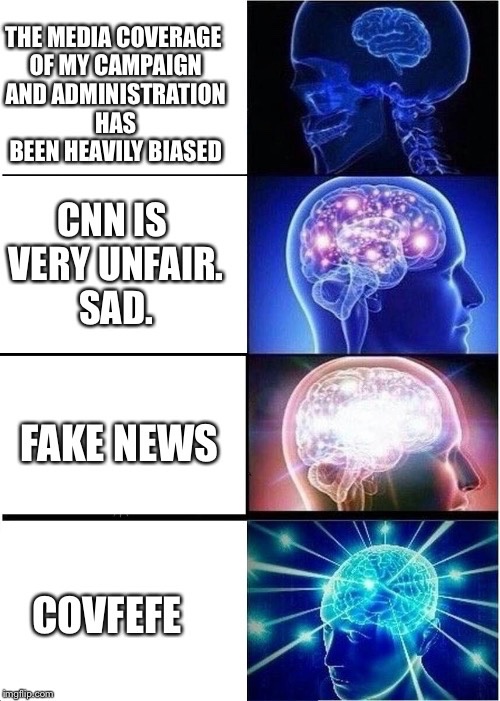 THE MEDIA COVERAGE
OF MY CAMPAIGN
AND ADMINISTRATION
HAS
BEEN HEAVILY BIASED
CNN IS
VERY UNFAIR.
SAD.
FAKE NEWS
COVFEFE
imgflip.com